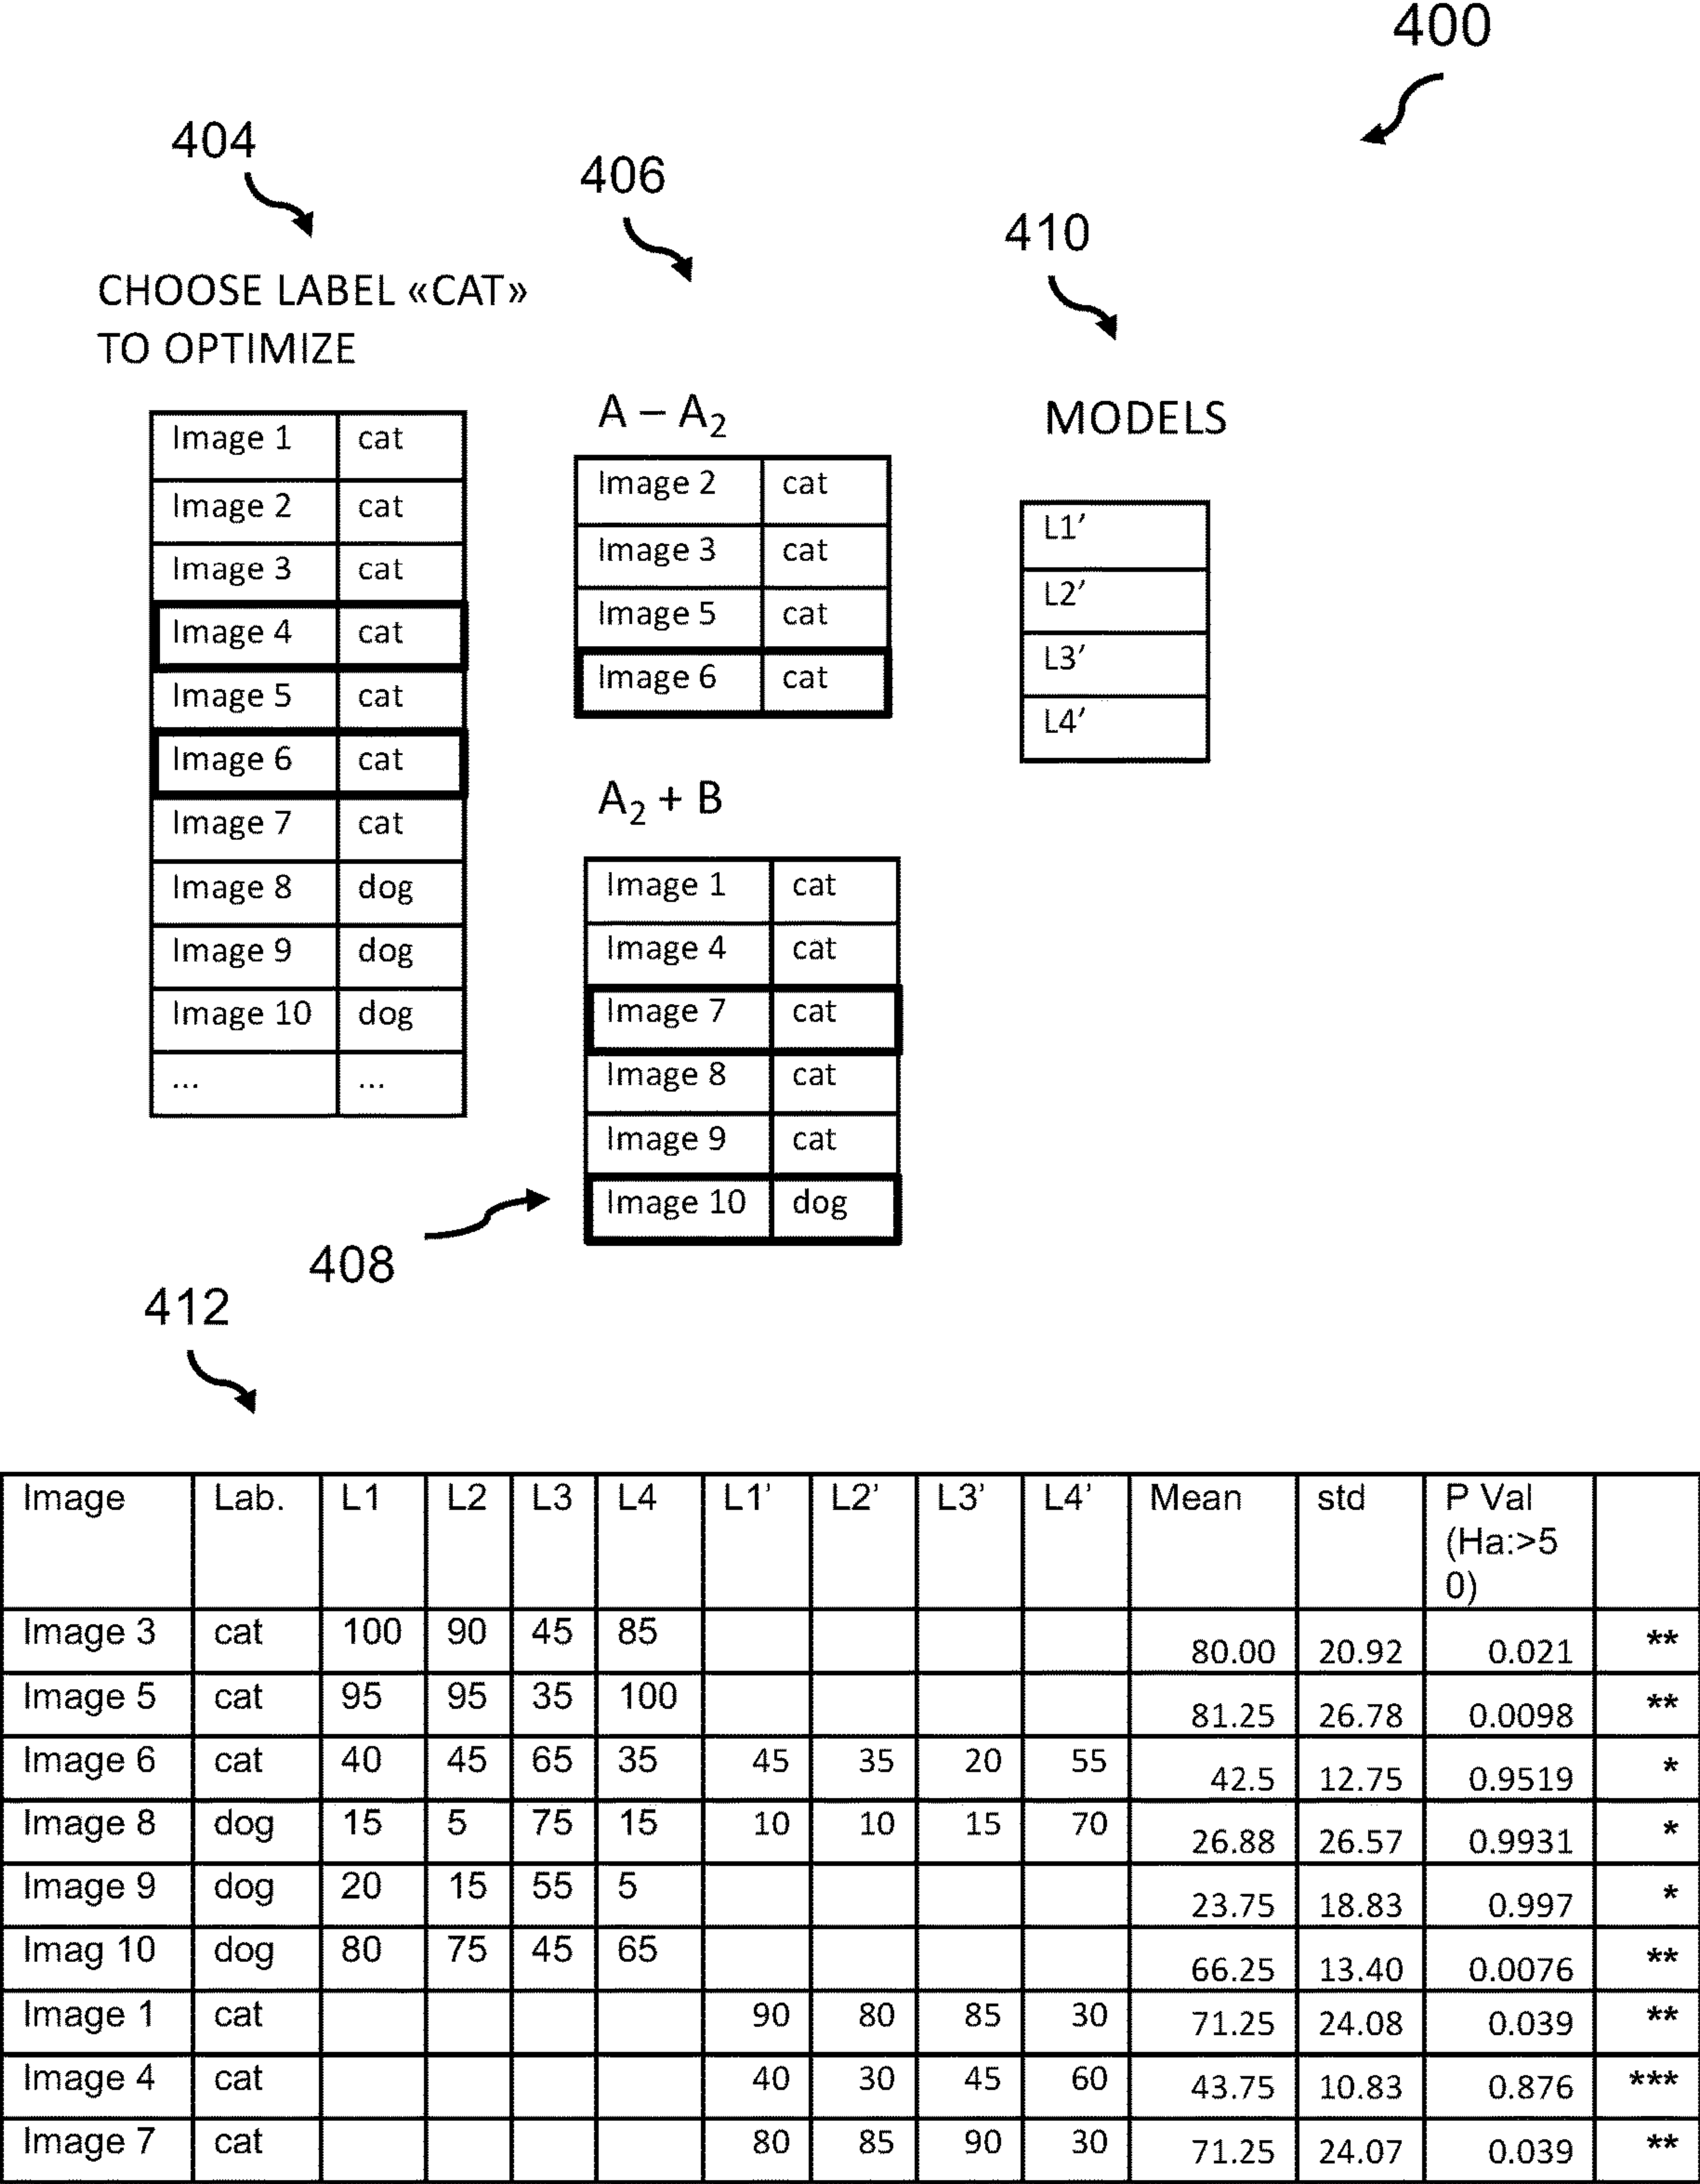 400
404
406
410
CHOOSE LABEL «CAT»
TO OPTIMIZE
Image 1 cat
Image 2 cat
Image 3 cat
Image 4 cat
Image 5 cat
Image 6 cat
Image 7 cat
Image 8 dog
Image 9 dog
Image 10 dog
... ...
A – A2
Image 2 cat
Image 3 cat
Image 5 cat
Image 6 cat
A2 + B
Image 1 cat
Image 4 cat
Image 7 cat
Image 8 cat
Image 9 cat
Image 10 dog
408
MODELS
L1’
L2’
L3’
L4’
412
Image Lab. L1 L2 L3 L4 L1’ L2’ L3’ L4’ Mean std P Val
(Ha:>5
0)
Image 3 cat 100 90 45 85 80.00 20.92 0.021 **
Image 5 cat 95 95 35 100 81.25 26.78 0.0098 **
Image 6 cat 40 45 65 35 45 35 20 55 42.5 12.75 0.9519 *
Image 8 dog 15 5 75 15 10 10 15 70 26.88 26.57 0.9931 *
Image 9 dog 20 15 55 5 23.75 18.83 0.997 *
Imag 10 dog 80 75 45 65 66.25 13.40 0.0076 **
Image 1 cat 90 80 85 30 71.25 24.08 0.039 **
Image 4 cat 40 30 45 60 43.75 10.83 0.876 ***
Image 7 cat 80 85 90 30 71.25 24.07 0.039 **